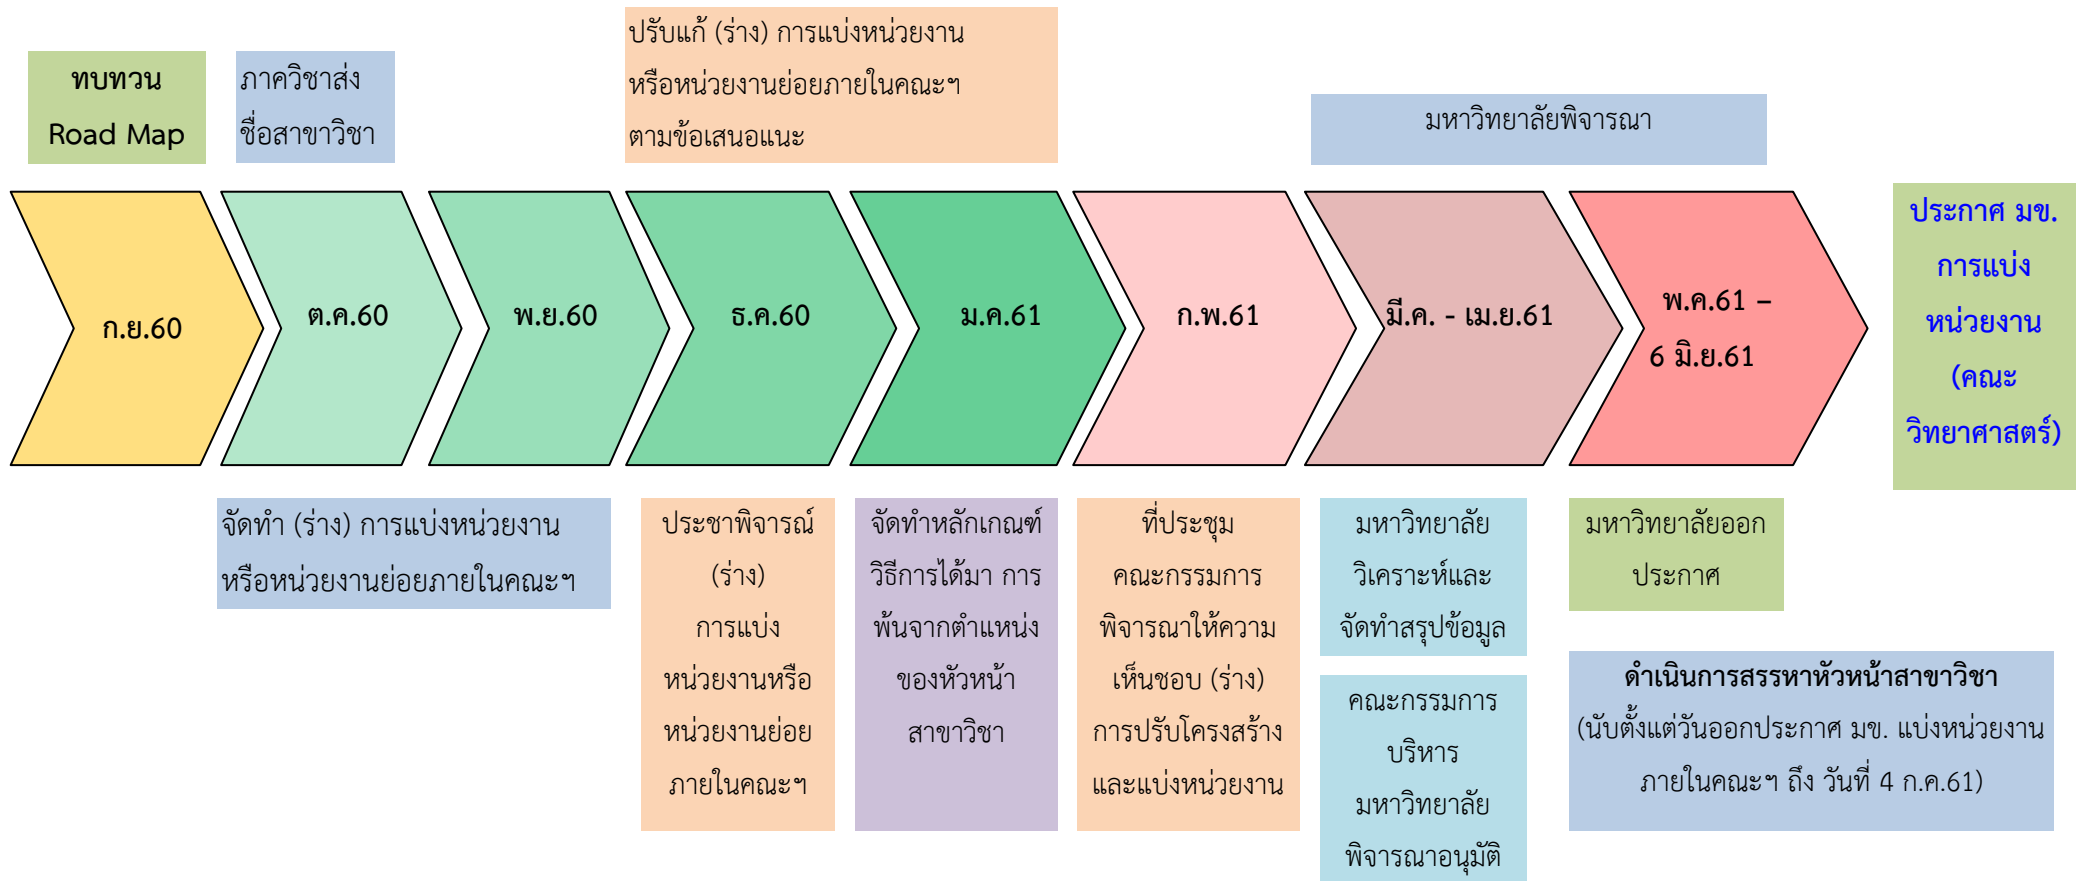 ทบทวน
Road Map
ภาควิชาส่ง
ชื่อสาขาวิชา
ปรับแก้ (ร่าง) การแบ่งหน่วยงาน
หรือหน่วยงานย่อยภายในคณะฯ
ตามข้อเสนอแนะ
มหาวิทยาลัยพิจารณา
ก.ย.60
ต.ค.60
พ.ย.60
ธ.ค.60
ม.ค.61
ก.พ.61
มี.ค. - เม.ย.61
พ.ค.61 –
6 มิ.ย.61
ประกาศ มข.
การแบ่ง
หน่วยงาน
(คณะ
วิทยาศาสตร์)
จัดทำ (ร่าง) การแบ่งหน่วยงาน
หรือหน่วยงานย่อยภายในคณะฯ
ประชาพิจารณ์
(ร่าง)
การแบ่ง
หน่วยงานหรือ
หน่วยงานย่อย
ภายในคณะฯ
จัดทำหลักเกณฑ์
วิธีการได้มา การ
พ้นจากตำแหน่ง
ของหัวหน้า
สาขาวิชา
ที่ประชุม
คณะกรรมการ
พิจารณาให้ความ
เห็นชอบ (ร่าง)
การปรับโครงสร้าง
และแบ่งหน่วยงาน
มหาวิทยาลัย
วิเคราะห์และ
จัดทำสรุปข้อมูล
คณะกรรมการ
บริหาร
มหาวิทยาลัย
พิจารณาอนุมัติ
มหาวิทยาลัยออก
ประกาศ
ดำเนินการสรรหาหัวหน้าสาขาวิชา
(นับตั้งแต่วันออกประกาศ มข. แบ่งหน่วยงาน
ภายในคณะฯ ถึง วันที่ 4 ก.ค.61)